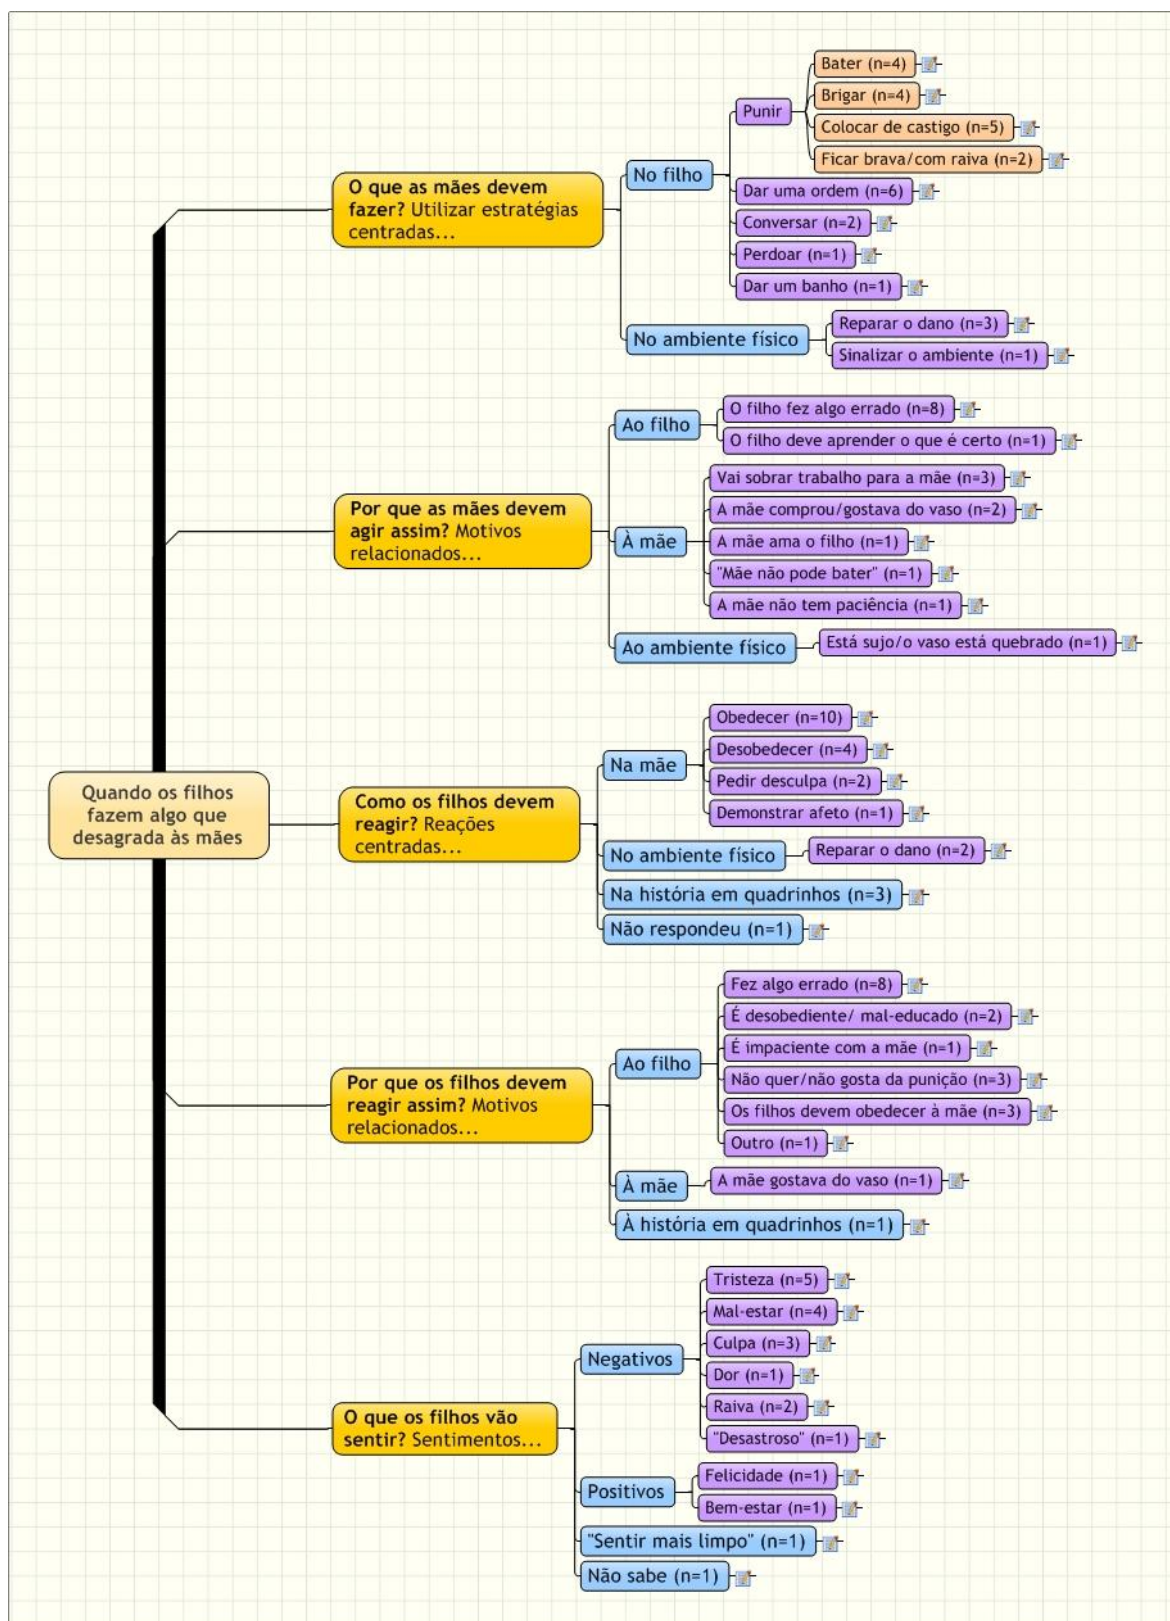 Quando os filhos
fazem algo que
desagrada às mães
O que as mães devem
fazer? Utilizar estratégias
centradas...
No filho
Punir
Bater (n=4)
Brigar (n=4)
Colocar de castigo (n=5)
Ficar brava/com raiva (n=2)
Dar uma ordem (n=6)
Conversar (n=2)
Perdoar (n=1)
Dar um banho (n=1)
No ambiente físico
Reparar o dano (n=3)
Sinalizar o ambiente (n=1)
Por que as mães devem
agir assim? Motivos
relacionados...
Ao filho
O filho fez algo errado (n=8)
O filho deve aprender o que é certo (n=1)
À mãe
Vai sobrar trabalho para a mãe (n=3)
A mãe comprou/gostava do vaso (n=2)
A mãe ama o filho (n=1)
"Mãe não pode bater" (n=1)
A mãe não tem paciência (n=1)
Ao ambiente físico
Está sujo/o vaso está quebrado (n=1)
Como os filhos devem
reagir? Reações
centradas...
Na mãe
Obedecer (n=10)
Desobedecer (n=4)
Pedir desculpa (n=2)
Demonstrar afeto (n=1)
No ambiente físico
Reparar o dano (n=2)
Na história em quadrinhos (n=3)
Não respondeu (n=1)
Por que os filhos devem
reagir assim? Motivos
relacionados...
Ao filho
Fez algo errado (n=8)
É desobediente/ mal-educado (n=2)
É impaciente com a mãe (n=1)
Não quer/não gosta da punição (n=3)
Os filhos devem obedecer à mãe (n=3)
Outro (n=1)
À mãe
A mãe gostava do vaso (n=1)
À história em quadrinhos (n=1)
O que os filhos vão
sentir? Sentimentos...
Negativos
Tristeza (n=5)
Mal-estar (n=4)
Culpa (n=3)
Dor (n=1)
Raiva (n=2)
"Desastroso" (n=1)
Positivos
Felicidade (n=1)
Bem-estar (n=1)
"Sentir mais limpo" (n=1)
Não sabe (n=1)